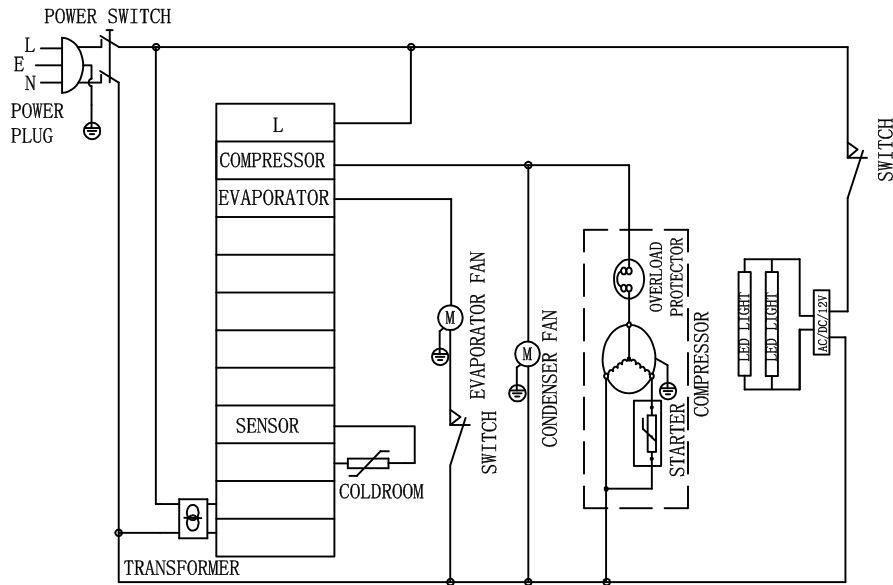 POWER SWITCH
L
E
N
POWER
PLUG
L
COMPRESSOR
EVAPORATOR
SENSOR
COLDROOM
TRANSFORMER
EVAPORATOR FAN
SWITCH
CONDENSER FAN
M
M
OVERLOAD
PROTECTOR
COMPRESSOR
STARTER
LED LIGHT
LED LIGHT
AC/DC/12V
SWITCH